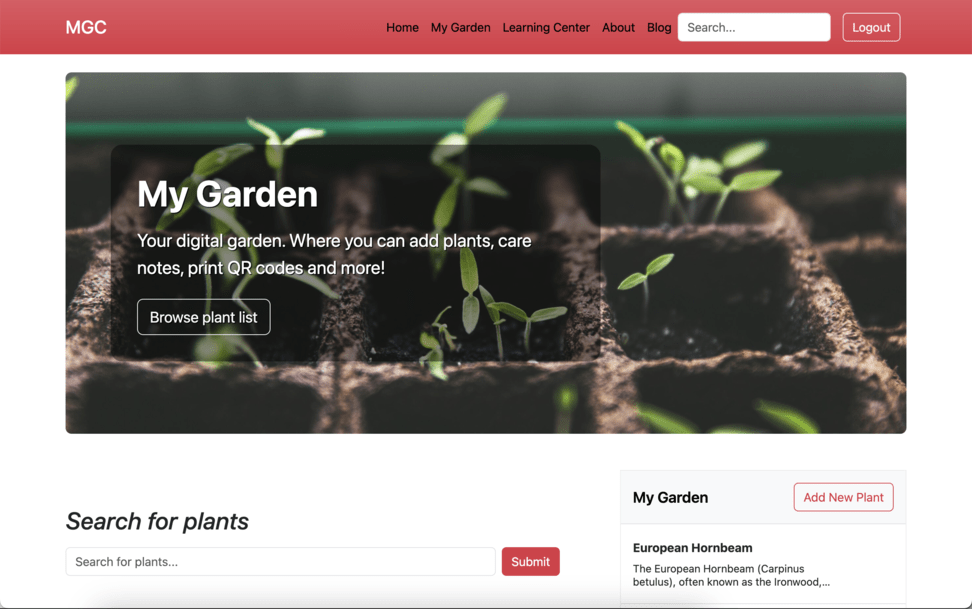 MGC
Home My Garden Learning Center About Blog Search... Logout
My Garden
Your digital garden. Where you can add plants, care
notes, print QR codes and more!
Browse plant list
Search for plants
Search for plants... Submit
My Garden Add New Plant
European Hornbeam
The European Hornbeam (Carpinus
betulus), often known as the Ironwood,...